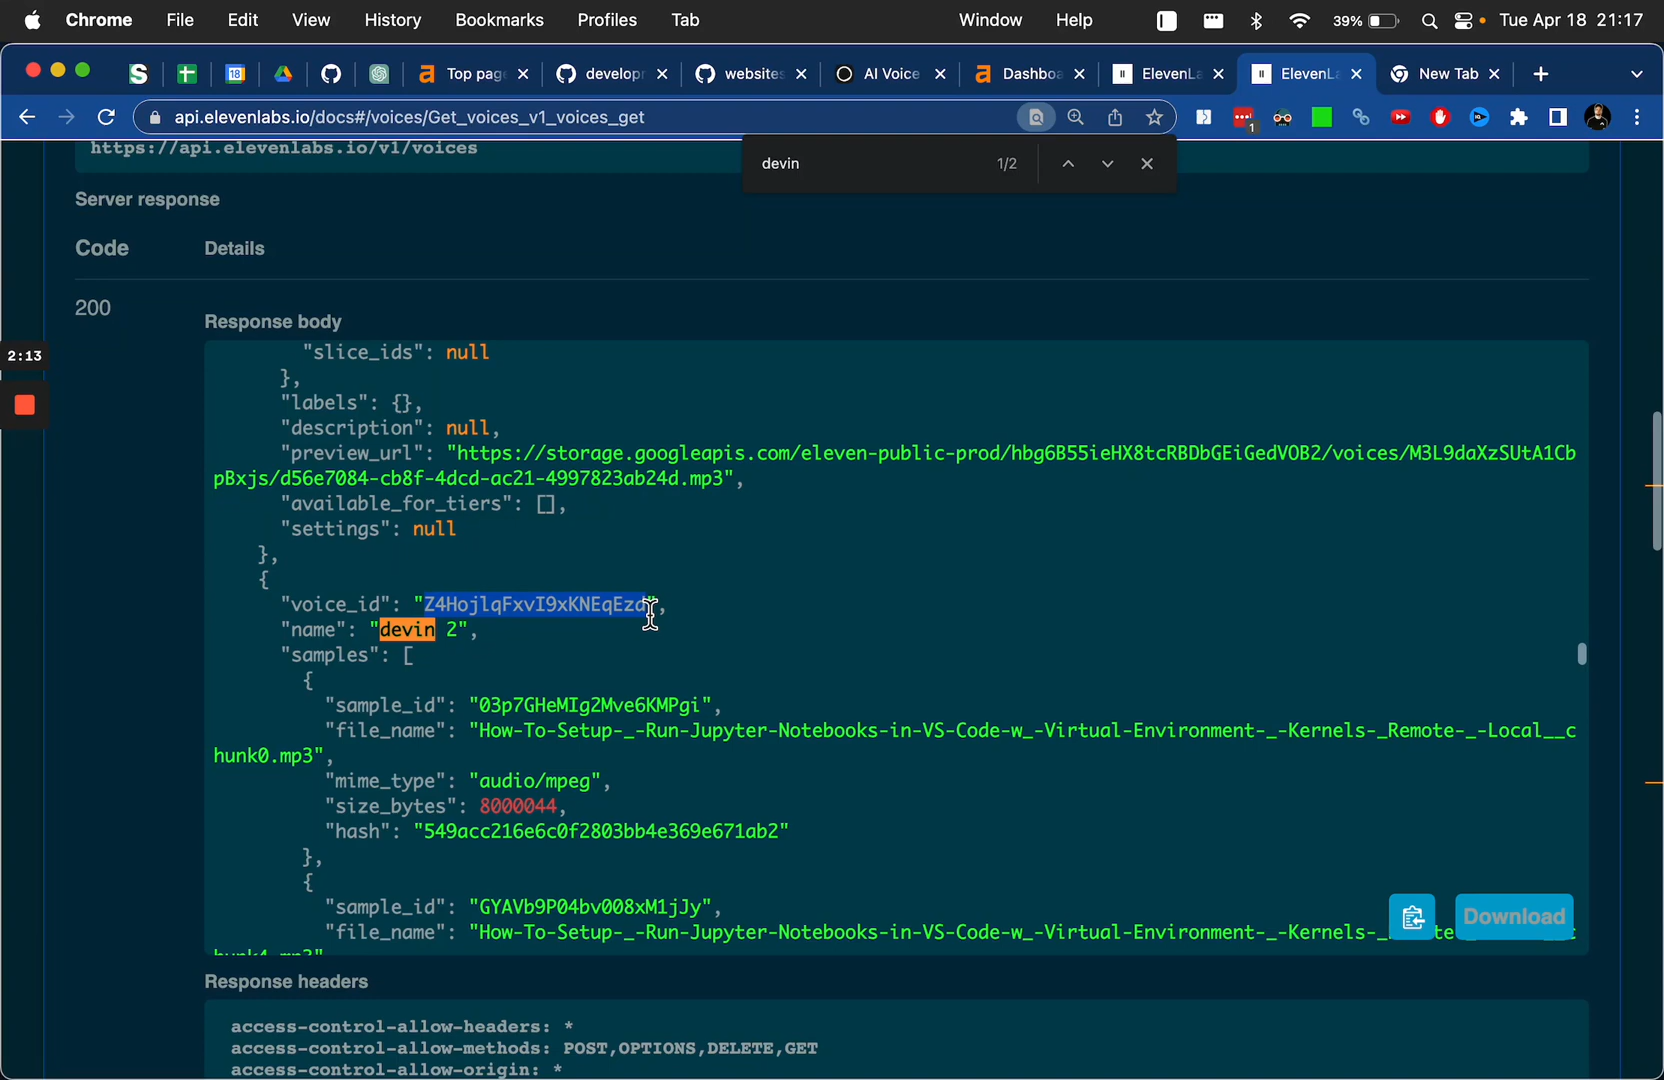 Chrome File Edit View History Bookmarks Profiles Tab Window Help 39% Tue Apr 18 21:17
S 18 Top pag developr websites AI Voice Dashboa ElevenLa ElevenLa New Tab
api.elevenlabs.io/docs#/voices/Get_voices_v1_voices_get 1
https://api.elevenlabs.io/v1/voices
devin 1/2
Server response
Code Details
200
Response body
2:13
"slice_ids": null
},
"labels": {},
"description": null,
"preview_url": "https://storage.googleapis.com/eleven-public-prod/hbg6B55ieHX8tcRBDbGEiGedVOB2/voices/M3L9daXzSUtA1Cb
pBxjs/d56e7084-cb8f-4dcd-ac21-4997823ab24d.mp3",
"available_for_tiers": [],
"settings": null
},
{
"voice_id": "Z4HojlqFxvI9xKNEqEzd",
"name": "devin 2",
"samples": [
{
"sample_id": "03p7GHeMIg2Mve6KMPgi",
"file_name": "How-To-Setup-_-Run-Jupyter-Notebooks-in-VS-Code-w_-Virtual-Environment-_-Kernels-_Remote-_-Local__c
hunk0.mp3",
"mime_type": "audio/mpeg",
"size_bytes": 8000044,
"hash": "549acc216e6c0f2803bb4e369e671ab2"
},
{
"sample_id": "GYAVb9P04bv008xM1jJy",
"file_name": "How-To-Setup-_-Run-Jupyter-Notebooks-in-VS-Code-w_-Virtual-Environment-_-Kernels-_
Download
Response headers
access-control-allow-headers: *
access-control-allow-methods: POST,OPTIONS,DELETE,GET
access-control-allow-origin: *